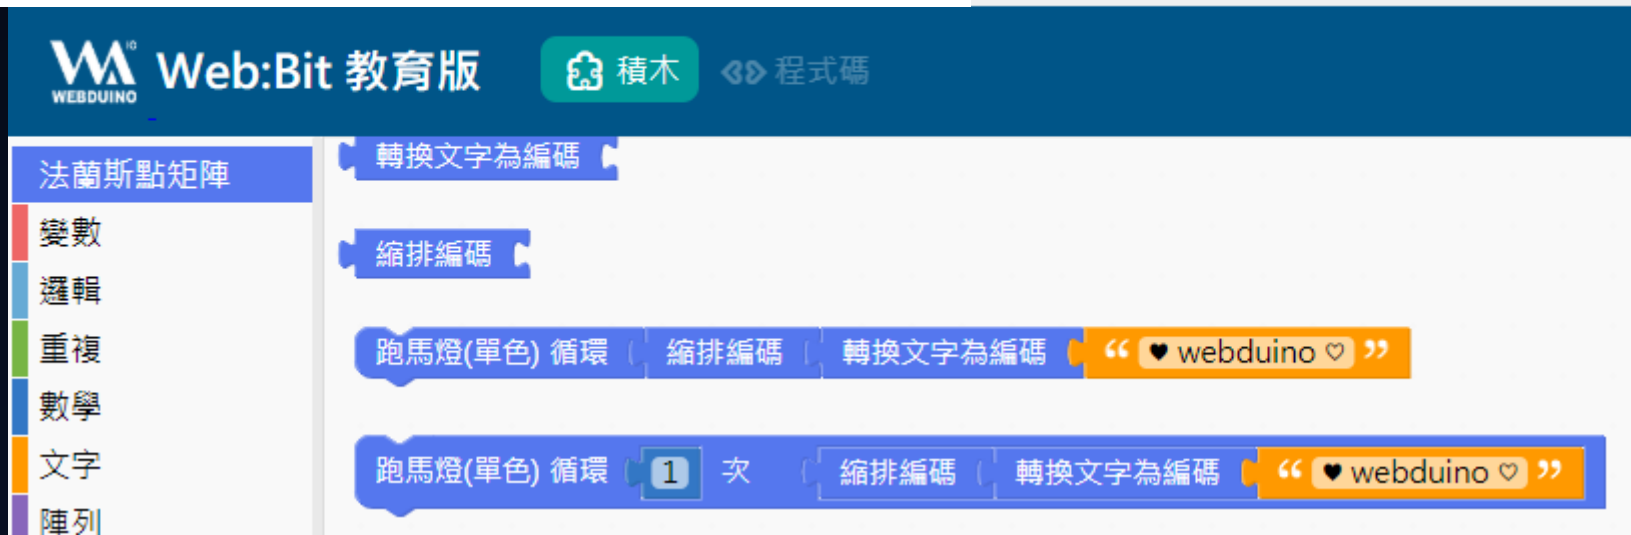 WEBDUINO
Web:Bit 教育版
積木
程式碼
法蘭斯點矩陣
變數
邏輯
重複
數學
文字
陣列
轉換文字為編碼
縮排編碼
跑馬燈(單色) 循環 縮排編碼 轉換文字為編碼 “ ♥ webduino ♡ ”
跑馬燈(單色) 循環 1 次 縮排編碼 轉換文字為編碼 “ ♥ webduino ♡ ”